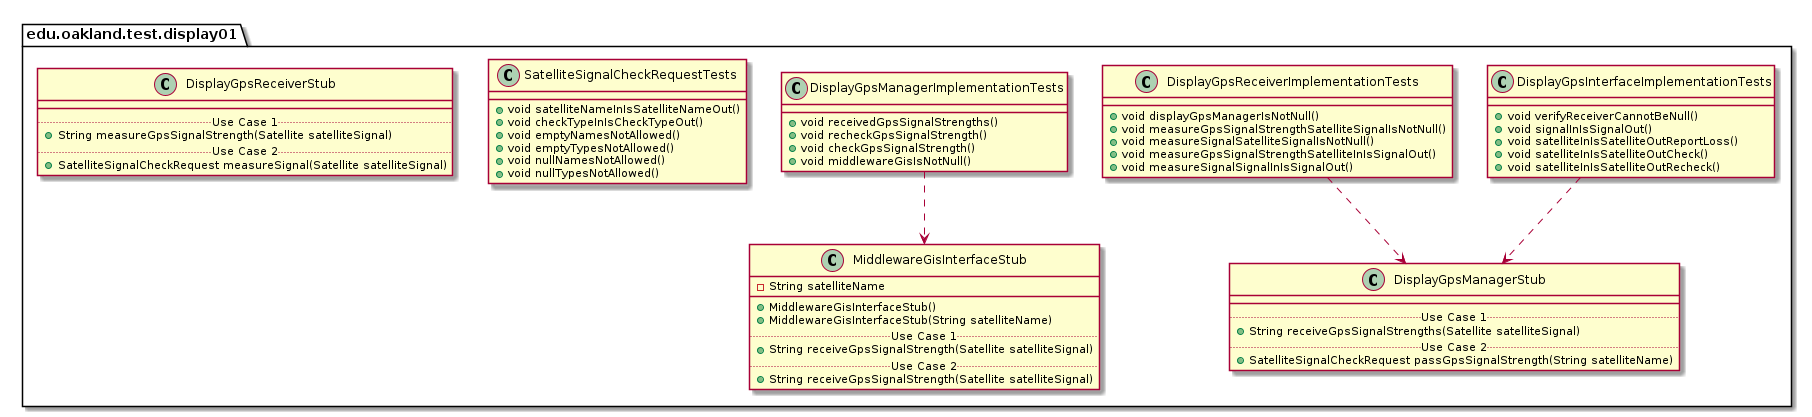 edu.oakland.test.display01
C DisplayGpsReceiverStub
Use Case 1
String measureGpsSignalStrength(Satellite satelliteSignal)
Use Case 2
SatelliteSignalCheckRequest measureSignal(Satellite satelliteSignal)
C SatelliteSignalCheckRequestTests
void satelliteNameInIsSatelliteNameOut()
void checkTypeInIsCheckTypeOut()
void emptyNamesNotAllowed()
void emptyTypesNotAllowed()
void nullNamesNotAllowed()
void nullTypesNotAllowed()
C DisplayGpsManagerImplementationTests
void receivedGpsSignalStrengths()
void recheckGpsSignalStrength()
void checkGpsSignalStrength()
void middlewareGisIsNotNull()
C DisplayGpsReceiverImplementationTests
void displayGpsManagerIsNotNull()
void measureGpsSignalStrengthSatelliteSignalIsNotNull()
void measureSignalSatelliteSignalIsNotNull()
void measureGpsSignalStrengthSatelliteInIsSignalOut()
void measureSignalSignalInIsSignalOut()
C DisplayGpsInterfaceImplementationTests
void verifyReceiverCannotBeNull()
void signalInIsSignalOut()
void satelliteInIsSatelliteOutReportLoss()
void satelliteInIsSatelliteOutCheck()
void satelliteInIsSatelliteOutRecheck()
C MiddlewareGisInterfaceStub
String satelliteName
MiddlewareGisInterfaceStub()
MiddlewareGisInterfaceStub(String satelliteName)
Use Case 1
String receiveGpsSignalStrength(Satellite satelliteSignal)
Use Case 2
String receiveGpsSignalStrength(Satellite satelliteSignal)
C DisplayGpsManagerStub
Use Case 1
String receiveGpsSignalStrengths(Satellite satelliteSignal)
Use Case 2
SatelliteSignalCheckRequest passGpsSignalStrength(String satelliteName)